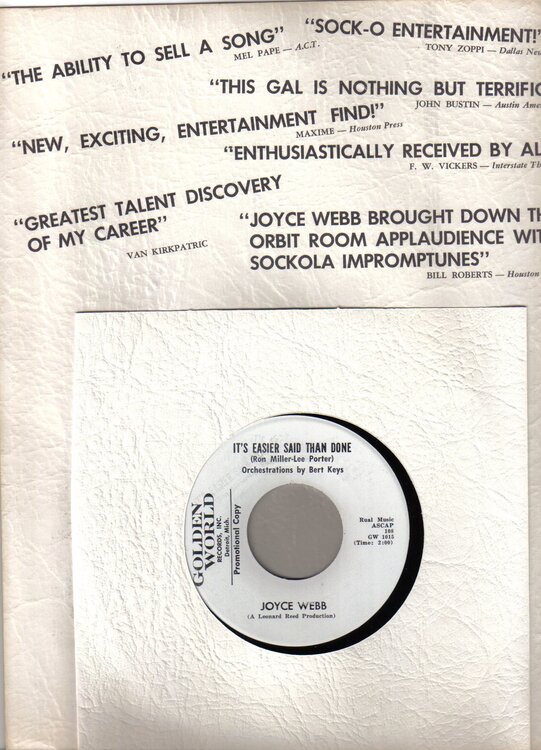 "SOCK-O ENTERTAINMENT!"
TONY ZOPPI — Dallas New
"THE ABILITY TO SELL A SONG"
MEL PAPE — A.C.T.
"THIS GAL IS NOTHING BUT TERRIFIC
JOHN BUSTIN — Austin Ame
"NEW, EXCITING, ENTERTAINMENT FIND!"
MAXIME — Houston Press
"ENTHUSIASTICALLY RECEIVED BY AL
F. W. VICKERS — Interstate Th
"GREATEST TALENT DISCOVERY
OF MY CAREER"
VAN KIRKPATRIC
"JOYCE WEBB BROUGHT DOWN TH
ORBIT ROOM APPLAUDIENCE WIT
SOCKOLA IMPROMPTUNES"
BILL ROBERTS — Houston
IT'S EASIER SAID THAN DONE
(Ron Miller-Lee Porter)
Orchestrations by Bert Keys
GOLDEN
WORLD
RECORDS, INC.
Detroit, Mich.
Promotional Copy
Real Music
ASCAP
108
GW 1015
(Time: 2:00)
JOYCE WEBB
(A Leonard Reed Production)